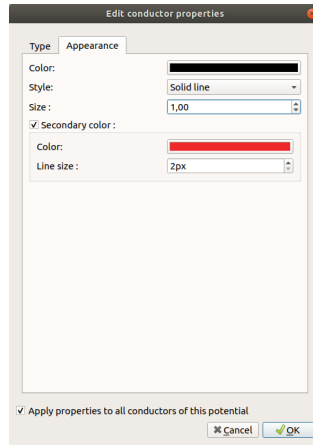 Edit conductor properties
Type Appearance
Color:
Style: Solid line
Size : 1,00
Secondary color :
Color:
Line size : 2px
Apply properties to all conductors of this potential
Cancel OK